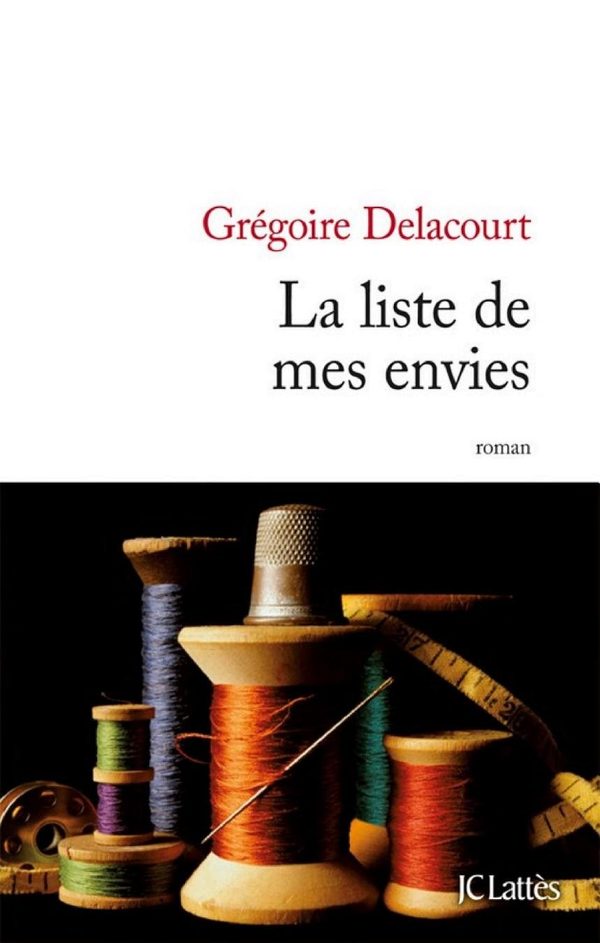 Grégoire Delacourt
La liste de
mes envies
roman
JC Lattès